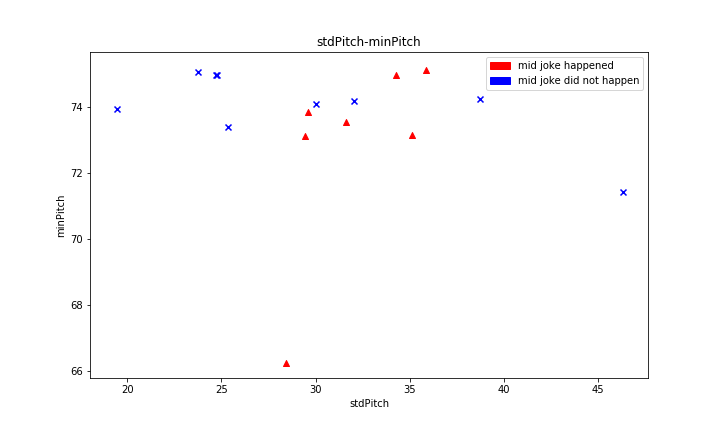 stdPitch-minPitch
mid joke happened
mid joke did not happen
minPitch
74
72
70
68
66
20 25 30 35 40 45
stdPitch